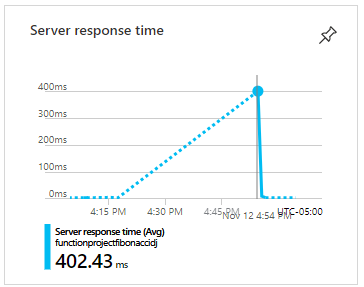 Server response time
400ms
300ms
200ms
100ms
0ms
4:15 PM 4:30 PM 4:45 PM Nov 12 4:54 PM UTC-05:00
Server response time (Avg)
functionprojectfibonaccidj
402.43 ms